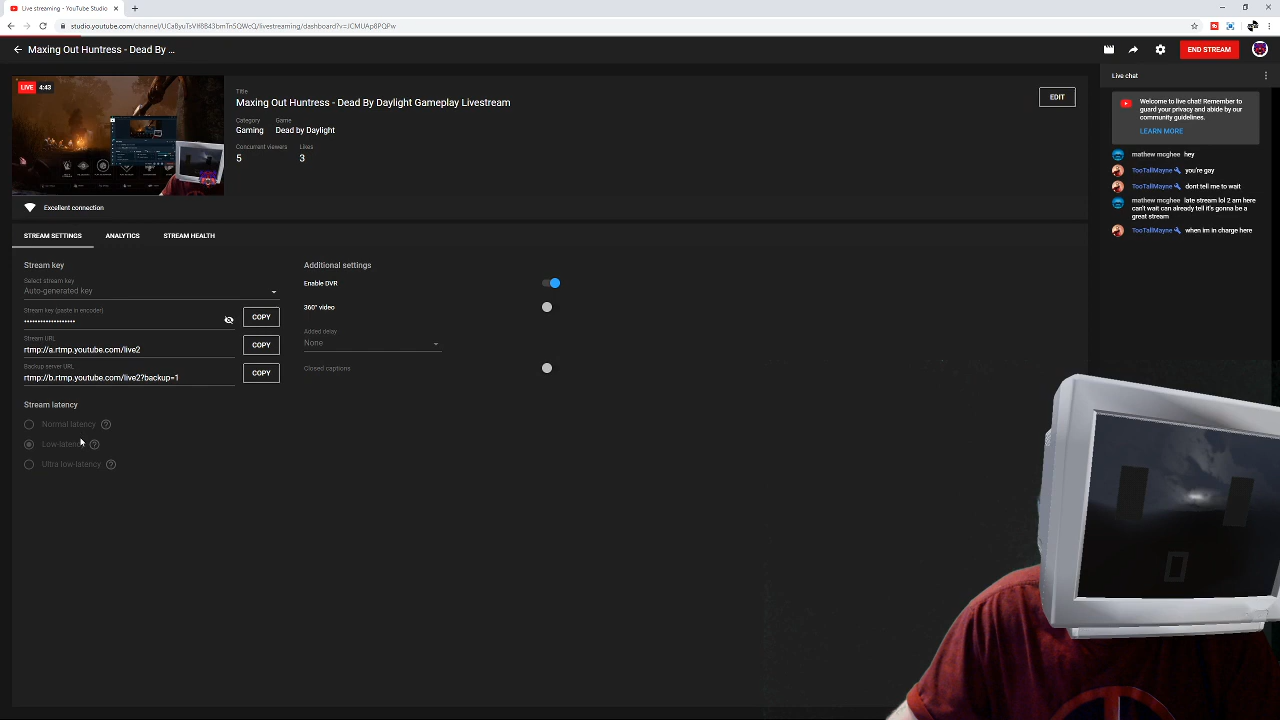 Live streaming - YouTube Studio
studio.youtube.com/channel/UCaByuTsVlf8B43bmTn5QWcQ/livestreaming/dashboard?v=JCMUAp8PQPw
Maxing Out Huntress - Dead By ...
END STREAM
LIVE 4:43
Title
Maxing Out Huntress - Dead By Daylight Gameplay Livestream
EDIT
Category Game
Gaming Dead by Daylight
Concurrent viewers Likes
5 3
Excellent connection
STREAM SETTINGS ANALYTICS STREAM HEALTH
Stream key
Select stream key
Auto-generated key
Stream key (paste in encoder)
COPY
Stream URL
rtmp://a.rtmp.youtube.com/live2
COPY
Backup server URL
rtmp://b.rtmp.youtube.com/live2?backup=1
COPY
Stream latency
Normal latency
Low-latency
Ultra low-latency
Additional settings
Enable DVR
360° video
Added delay
None
Closed captions
Live chat
Welcome to live chat! Remember to
guard your privacy and abide by our
community guidelines.
LEARN MORE
mathew mcghee hey
TooTallMayne you're gay
TooTallMayne dont tell me to wait
mathew mcghee late stream lol 2 am here
can't wait can already tell it's gonna be a
great stream
TooTallMayne when im in charge here